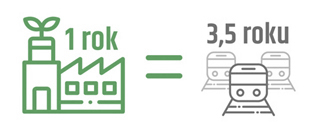 1 rok = 3,5 roku